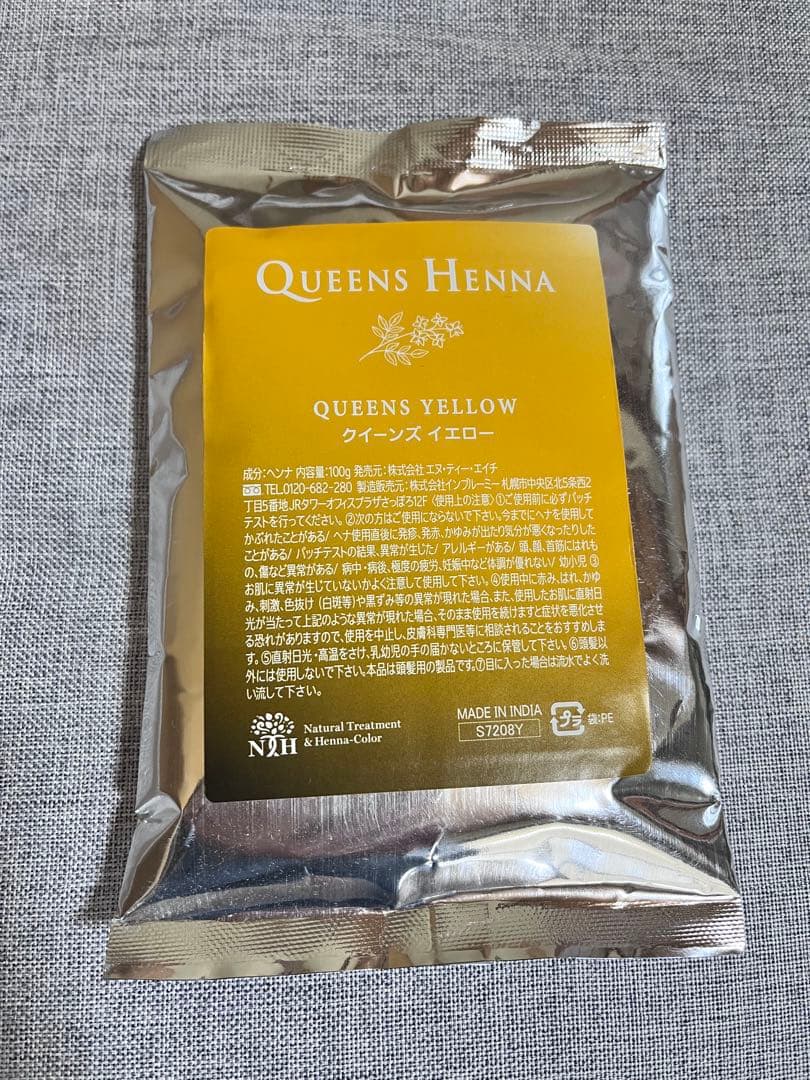 QUEENS HENNA
QUEENS YELLOW
クイーンズ イエロー
成分:ヘンナ 内容量:100g 発売元:株式会社 エヌ・ティー・エイチ
TEL.0120-682-280 製造販売元:株式会社インブルーミー 札幌市中央区北5条西2
丁目5番地JRタワーオフィスプラザさっぽろ12F 〈使用上の注意〉①ご使用前に必ずパッチ
テストを行ってください。②次の方はご使用にならないで下さい。今までにヘナを使用して
かぶれたことがある/ ヘナ使用直後に発疹、発赤、かゆみが出たり気分が悪くなったりした
ことがある/ パッチテストの結果、異常が生じた/ アレルギーがある/ 頭、顔、首筋にはれも
の、傷など異常がある/ 病中・病後、極度の疲労、妊娠中など体調が優れない/ 幼小児 ③
お肌に異常が生じていないかよく注意して使用して下さい。④使用中に赤み、はれ、かゆ
み、刺激、色抜け (白斑等)や黒ずみ等の異常が現れた場合、また、使用したお肌に直射日
光が当たって上記のような異常が現れた場合、そのまま使用を続けますと症状を悪化させ
る恐れがありますので、使用を中止し、皮膚科専門医等に相談されることをおすすめしま
す。⑤直射日光・高温をさけ、乳幼児の手の届かないところに保管して下さい。⑥頭髪以
外には使用しないで下さい。本品は頭髪用の製品です。⑦目に入った場合は流水でよく洗
い流して下さい。
NTH
Natural Treatment
& Henna-Color
MADE IN INDIA
S7208Y
プラ 袋:PE